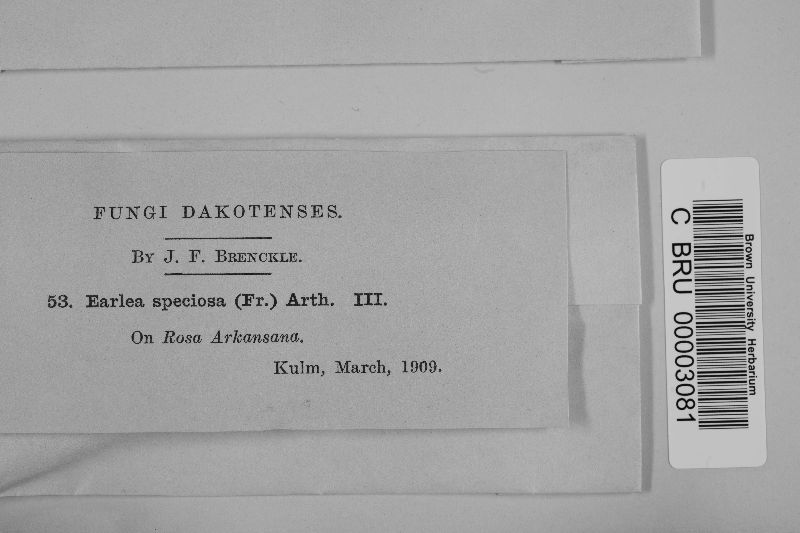 FUNGI DAKOTENSES.
BY J. F. BRENCKLE.
53. Earlea speciosa (Fr.) Arth. III.
On Rosa Arkansana.
Kulm, March, 1909.
Brown University Herbarium
C BRU 00003081